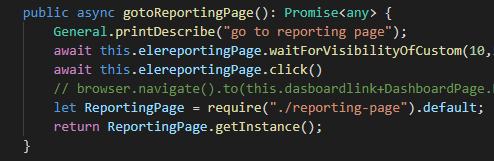 public async gotoReportingPage(): Promise<any> {
General.printDescribe("go to reporting page");
await this.elereportingPage.waitForVisibilityOfCustom(10,
await this.elereportingPage.click()
// browser.navigate().to(this.dasboardlink+DashboardPage.
let ReportingPage = require("./reporting-page").default;
return ReportingPage.getInstance();
}